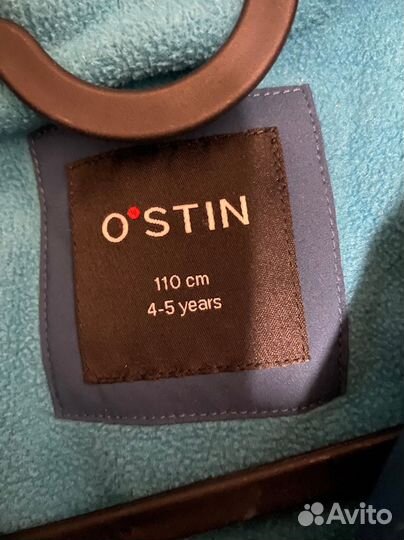 O'STIN
110 cm
4-5 years
Avito